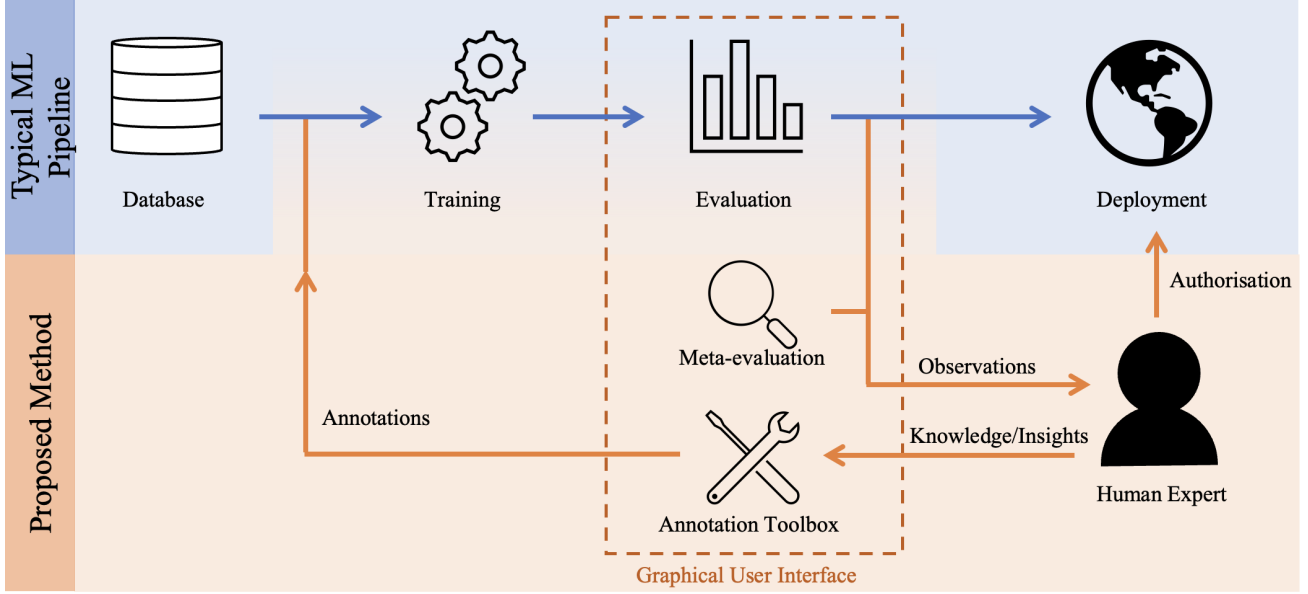 Typical ML
Pipeline
Database
Training
Evaluation
Deployment
Proposed Method
Authorisation
Meta-evaluation
Observations
Annotations
Knowledge/Insights
Human Expert
Annotation Toolbox
Graphical User Interface